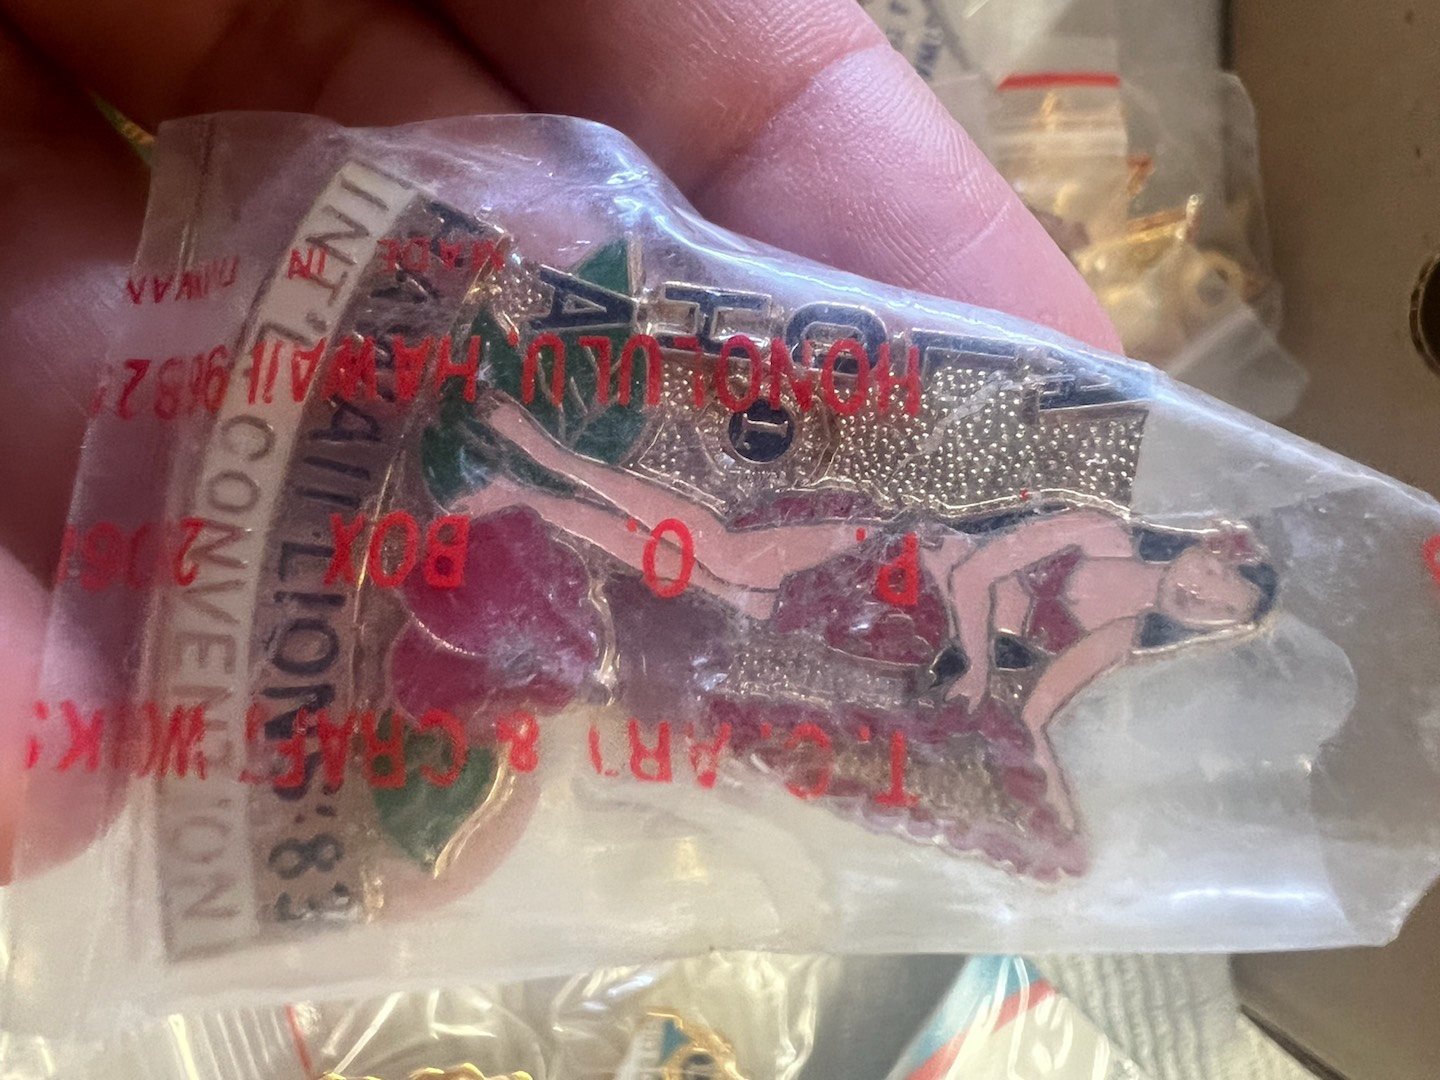 INT'L CONVENTION
HAWAII LIONS '83
ALOHA
L
T.C. ART & CRAFT WORKS
P. O. BOX
HONOLULU, HAWAII
MADE IN TAIWAN